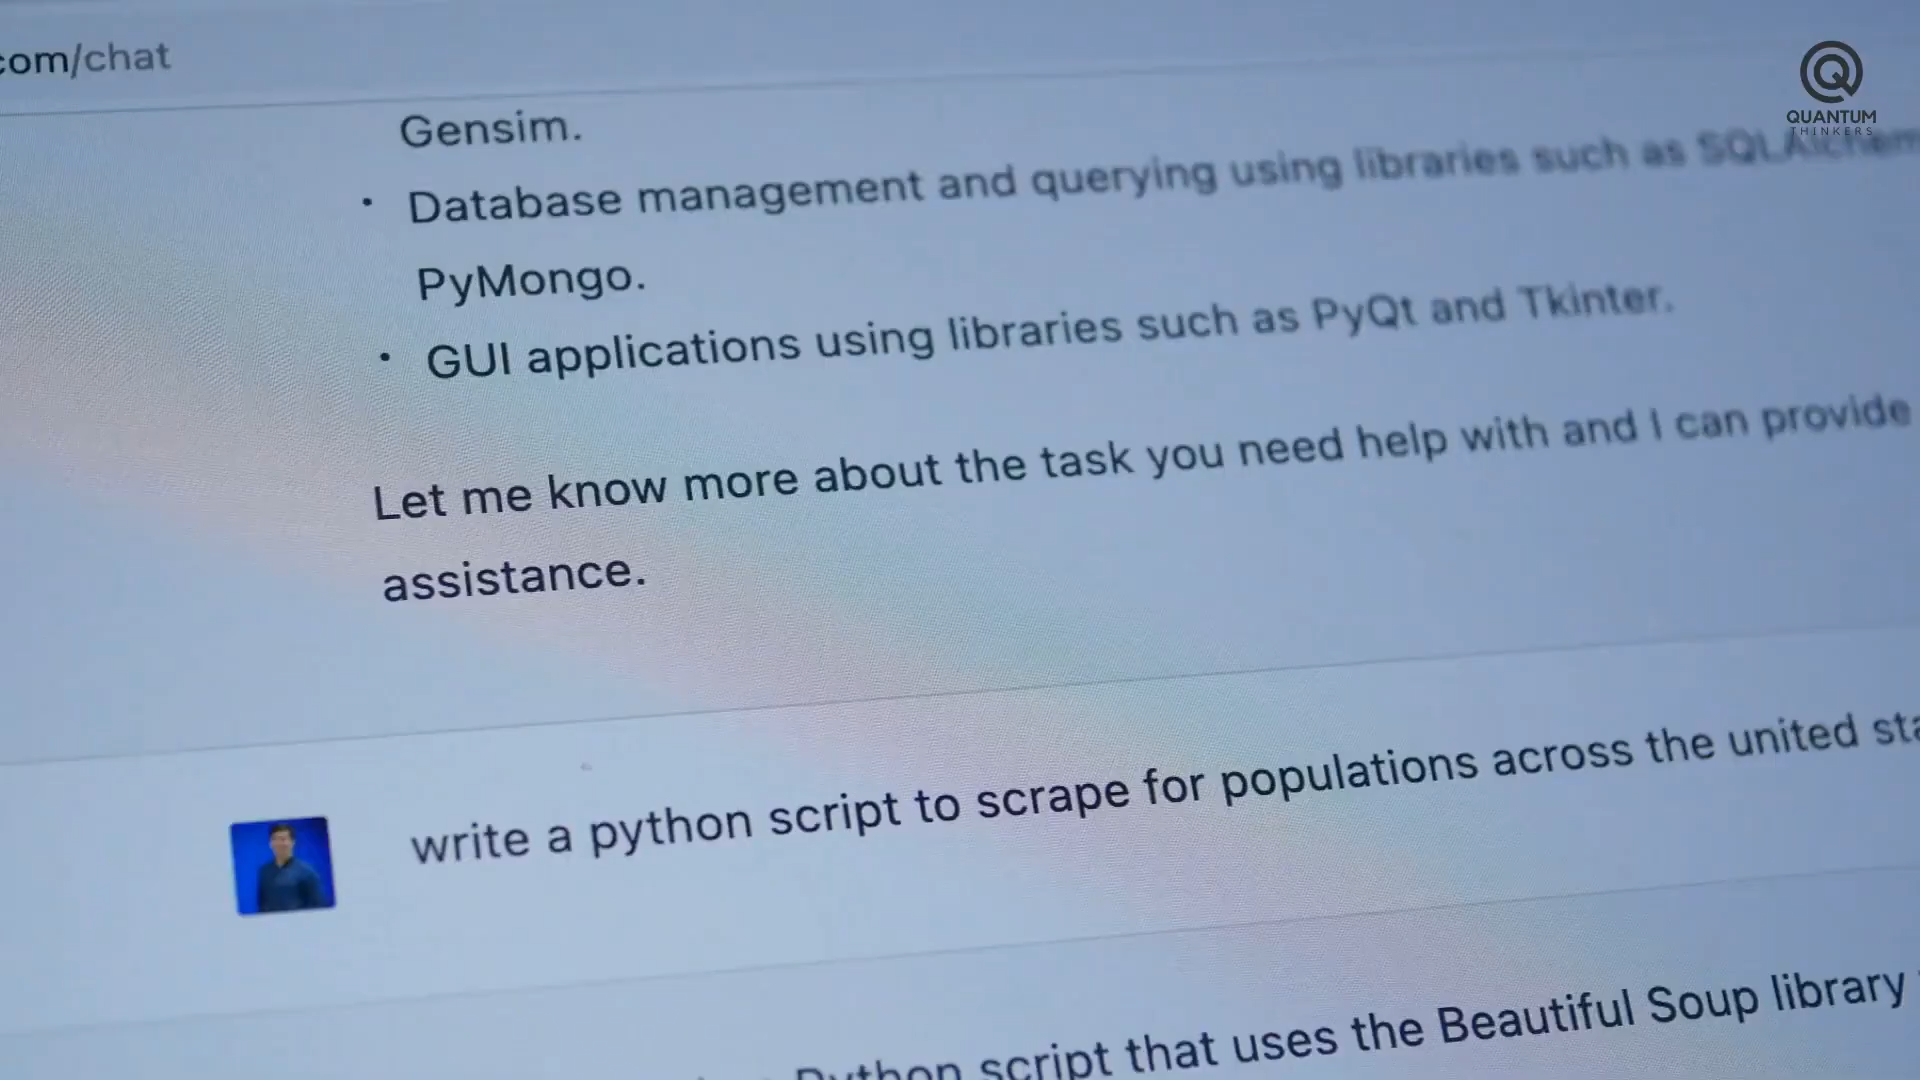 com/chat
QUANTUM
THINKERS
Gensim.
• Database management and querying using libraries such as
PyMongo.
• GUI applications using libraries such as PyQt and Tkinter.
Let me know more about the task you need help with and I can provide
assistance.
write a python script to scrape for populations across the united
Python script that uses the Beautiful Soup library